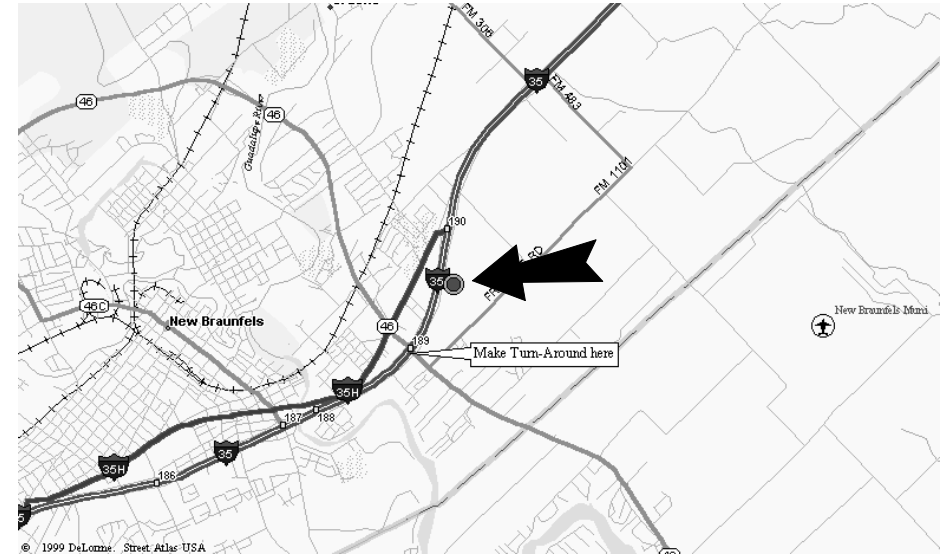 FM 306
35
FM 483
46
46
Guadalupe River
FM 1101
190
35
RD
46C
New Braunfels
46
189
Make Turn-Around here
New Braunfels Muni
35H
187
188
35
35H
186
© 1999 DeLorme. Street Atlas USA